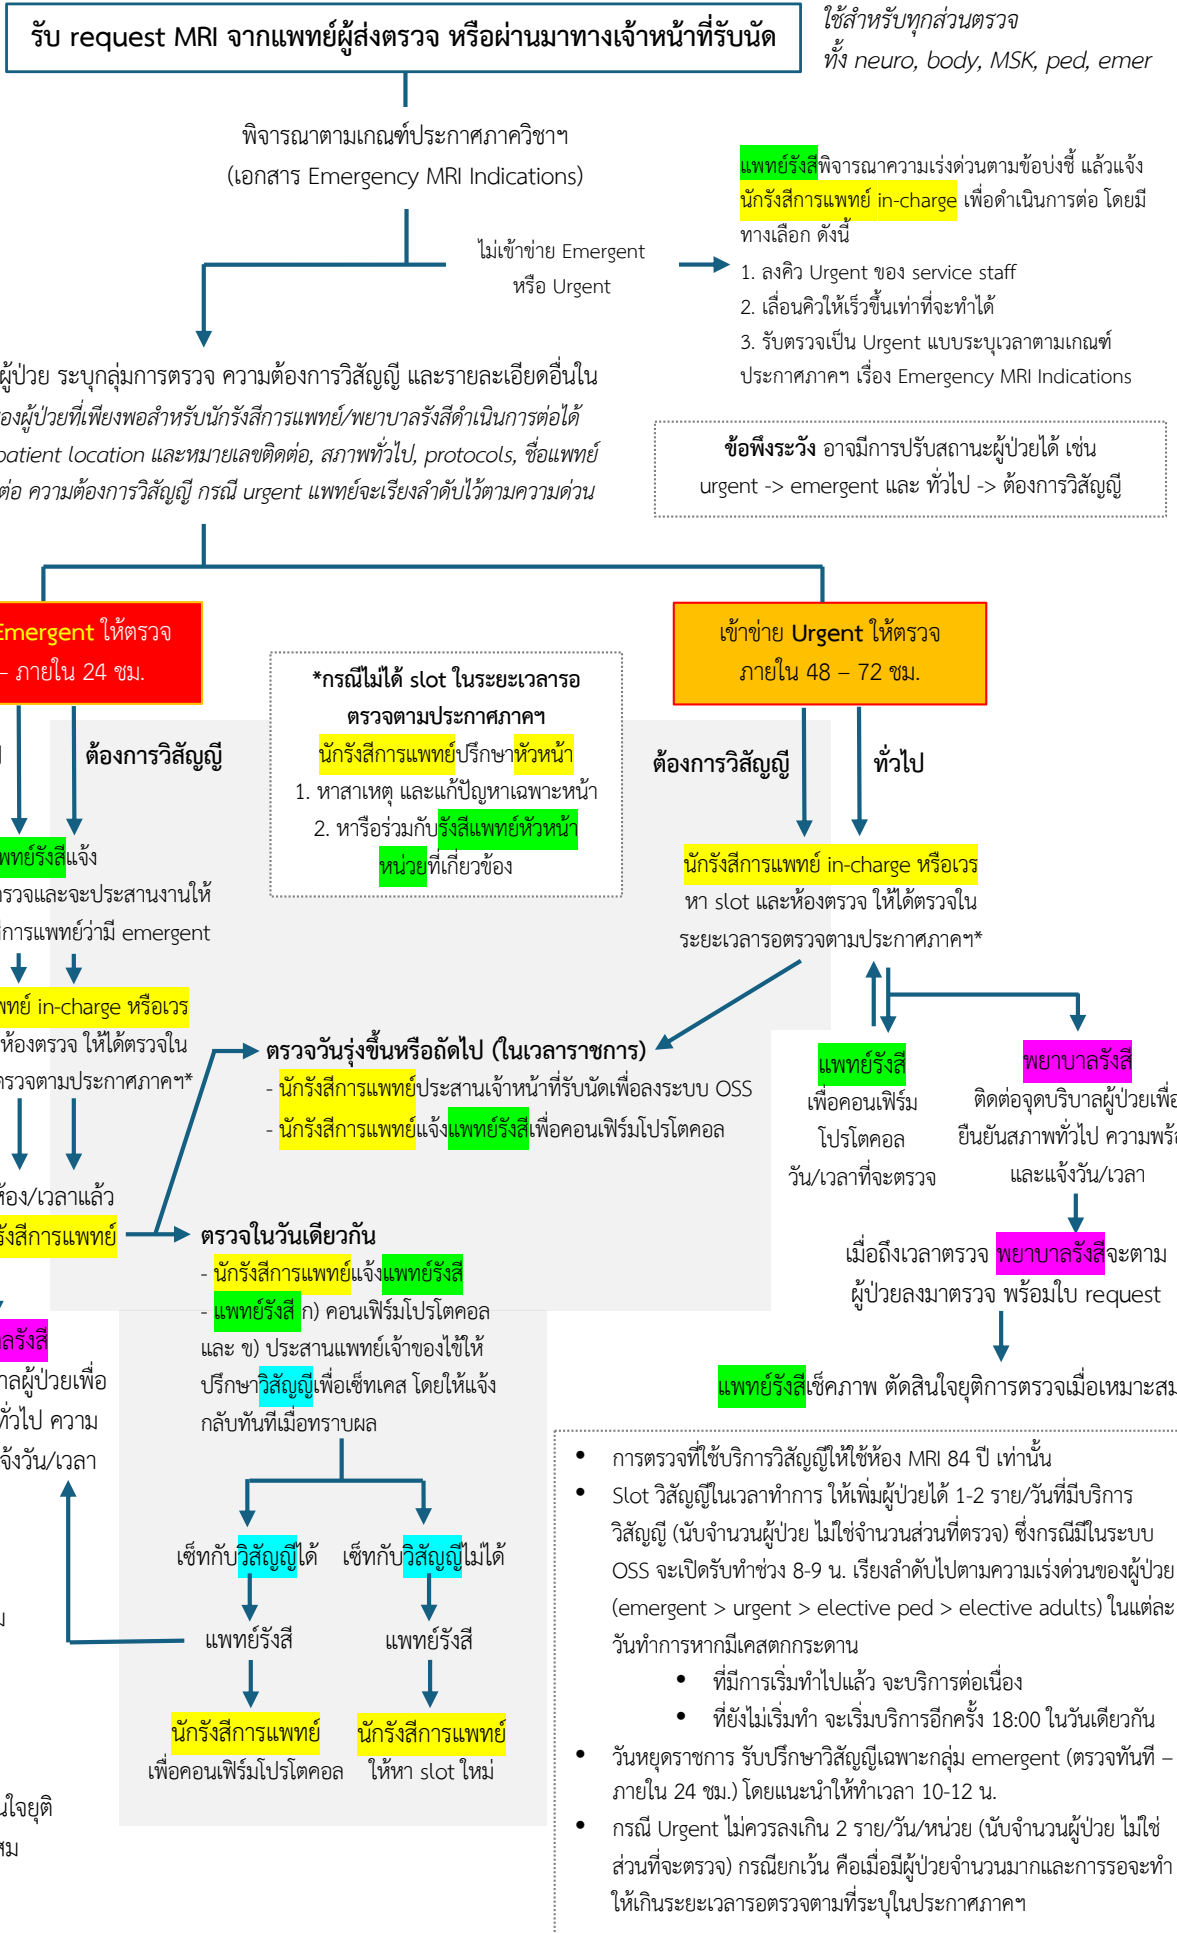 รับ request MRI จากแพทย์ผู้ส่งตรวจ หรือผ่านมาทางเจ้าหน้าที่รับนัด
ใช้สำหรับทุกส่วนตรวจ
ทั้ง neuro, body, MSK, ped, emer
พิจารณาตามเกณฑ์ประกาศภาควิชาฯ
(เอกสาร Emergency MRI Indications)
ไม่เข้าข่าย Emergent
หรือ Urgent
แพทย์รังสีพิจารณาความเร่งด่วนตามข้อบ่งชี้ แล้วแจ้ง
นักรังสีการแพทย์ in-charge เพื่อดำเนินการต่อ โดยมี
ทางเลือก ดังนี้
1. ลงคิว Urgent ของ service staff
2. เลื่อนคิวให้เร็วขึ้นเท่าที่จะทำได้
3. รับตรวจเป็น Urgent แบบระบุเวลาตามเกณฑ์
ประกาศภาคฯ เรื่อง Emergency MRI Indications
ผู้ป่วย ระบุกลุ่มการตรวจ ความต้องการวิสัญญี และรายละเอียดอื่นใน
ของผู้ป่วยที่เพียงพอสำหรับนักรังสีการแพทย์/พยาบาลรังสีดำเนินการต่อได้
patient location และหมายเลขติดต่อ, สภาพทั่วไป, protocols, ชื่อแพทย์
ต่อ ความต้องการวิสัญญี กรณี urgent แพทย์จะเรียงลำดับไว้ตามความด่วน
ข้อพึงระวัง อาจมีการปรับสถานะผู้ป่วยได้ เช่น
urgent -> emergent และ ทั่วไป -> ต้องการวิสัญญี
Emergent ให้ตรวจ
– ภายใน 24 ชม.
*กรณีไม่ได้ slot ในระยะเวลารอ
ตรวจตามประกาศภาคฯ
นักรังสีการแพทย์ปรึกษาหัวหน้า
1. หาสาเหตุ และแก้ปัญหาเฉพาะหน้า
2. หารือร่วมกับรังสีแพทย์หัวหน้า
หน่วยที่เกี่ยวข้อง
เข้าข่าย Urgent ให้ตรวจ
ภายใน 48 – 72 ชม.
ต้องการวิสัญญี
ต้องการวิสัญญี
ทั่วไป
แพทย์รังสีแจ้ง
ตรวจและจะประสานงานให้
สีการแพทย์ว่ามี emergent
แพทย์ in-charge หรือเวร
ห้องตรวจ ให้ได้ตรวจใน
ตรวจตามประกาศภาคฯ*
ห้อง/เวลาแล้ว
รังสีการแพทย์
นักรังสีการแพทย์ in-charge หรือเวร
หา slot และห้องตรวจ ให้ได้ตรวจใน
ระยะเวลารอตรวจตามประกาศภาคฯ*
ตรวจวันรุ่งขึ้นหรือถัดไป (ในเวลาราชการ)
- นักรังสีการแพทย์ประสานเจ้าหน้าที่รับนัดเพื่อลงระบบ OSS
- นักรังสีการแพทย์แจ้งแพทย์รังสีเพื่อคอนเฟิร์มโปรโตคอล
แพทย์รังสี
เพื่อคอนเฟิร์ม
โปรโตคอล
วัน/เวลาที่จะตรวจ
พยาบาลรังสี
ติดต่อจุดบริบาลผู้ป่วยเพื่อ
ยืนยันสภาพทั่วไป ความพร้อ
และแจ้งวัน/เวลา
เมื่อถึงเวลาตรวจ พยาบาลรังสีจะตาม
ผู้ป่วยลงมาตรวจ พร้อมใบ request
แพทย์รังสีเช็คภาพ ตัดสินใจยุติการตรวจเมื่อเหมาะสม
ตรวจในวันเดียวกัน
- นักรังสีการแพทย์แจ้งแพทย์รังสี
- แพทย์รังสี ก) คอนเฟิร์มโปรโตคอล
และ ข) ประสานแพทย์เจ้าของไข้ให้
ปรึกษาวิสัญญีเพื่อเซ็ทเคส โดยให้แจ้ง
กลับทันทีเมื่อทราบผล
ลรังสี
ลผู้ป่วยเพื่อ
ทั่วไป ความ
จ้งวัน/เวลา
เซ็ทกับวิสัญญีได้
เซ็ทกับวิสัญญีไม่ได้
แพทย์รังสี
แพทย์รังสี
นักรังสีการแพทย์
เพื่อคอนเฟิร์มโปรโตคอล
นักรังสีการแพทย์
ให้หา slot ใหม่
นใจยุติ
สม
• การตรวจที่ใช้บริการวิสัญญีให้ใช้ห้อง MRI 84 ปี เท่านั้น
• Slot วิสัญญีในเวลาทำการ ให้เพิ่มผู้ป่วยได้ 1-2 ราย/วันที่มีบริการ
วิสัญญี (นับจำนวนผู้ป่วย ไม่ใช่จำนวนส่วนที่ตรวจ) ซึ่งกรณีมีในระบบ
OSS จะเปิดรับทำช่วง 8-9 น. เรียงลำดับไปตามความเร่งด่วนของผู้ป่วย
(emergent > urgent > elective ped > elective adults) ในแต่ละ
วันทำการหากมีเคสตกกระดาน
• ที่มีการเริ่มทำไปแล้ว จะบริการต่อเนื่อง
• ที่ยังไม่เริ่มทำ จะเริ่มบริการอีกครั้ง 18:00 ในวันเดียวกัน
• วันหยุดราชการ รับปรึกษาวิสัญญีเฉพาะกลุ่ม emergent (ตรวจทันที –
ภายใน 24 ชม.) โดยแนะนำให้ทำเวลา 10-12 น.
• กรณี Urgent ไม่ควรลงเกิน 2 ราย/วัน/หน่วย (นับจำนวนผู้ป่วย ไม่ใช่
ส่วนที่จะตรวจ) กรณียกเว้น คือเมื่อมีผู้ป่วยจำนวนมากและการรอจะทำ
ให้เกินระยะเวลารอตรวจตามที่ระบุในประกาศภาคฯ